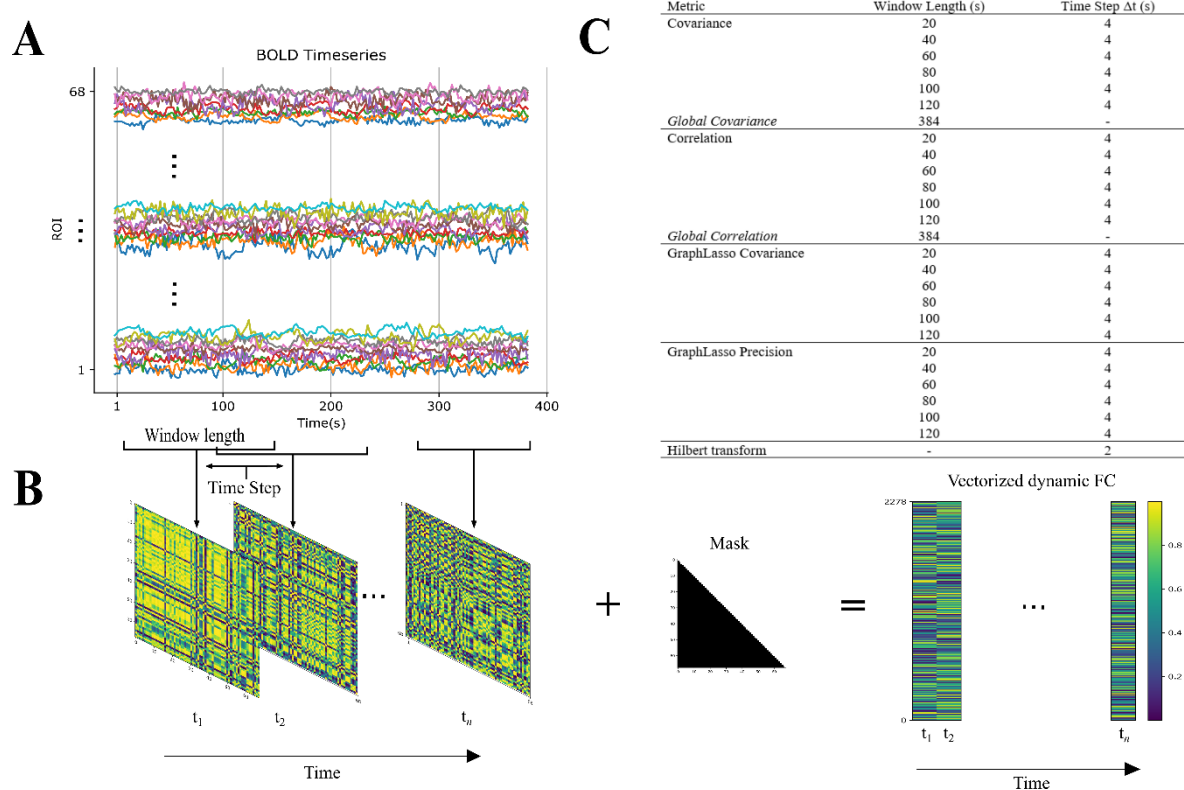 A
BOLD Timeseries
68
ROI
1
1 100 200 300 400
Time(s)
B
Window length
Time Step
t1 t2 tn
Time
+
Mask
=
Vectorized dynamic FC
2278
0
t1 t2 tn
0.8
0.6
0.4
0.2
Time
C
Metric Window Length (s) Time Step Δt (s)
Covariance 20 4
40 4
60 4
80 4
100 4
120 4
Global Covariance 384 -
Correlation 20 4
40 4
60 4
80 4
100 4
120 4
Global Correlation 384 -
GraphLasso Covariance 20 4
40 4
60 4
80 4
100 4
120 4
GraphLasso Precision 20 4
40 4
60 4
80 4
100 4
120 4
Hilbert transform - 2